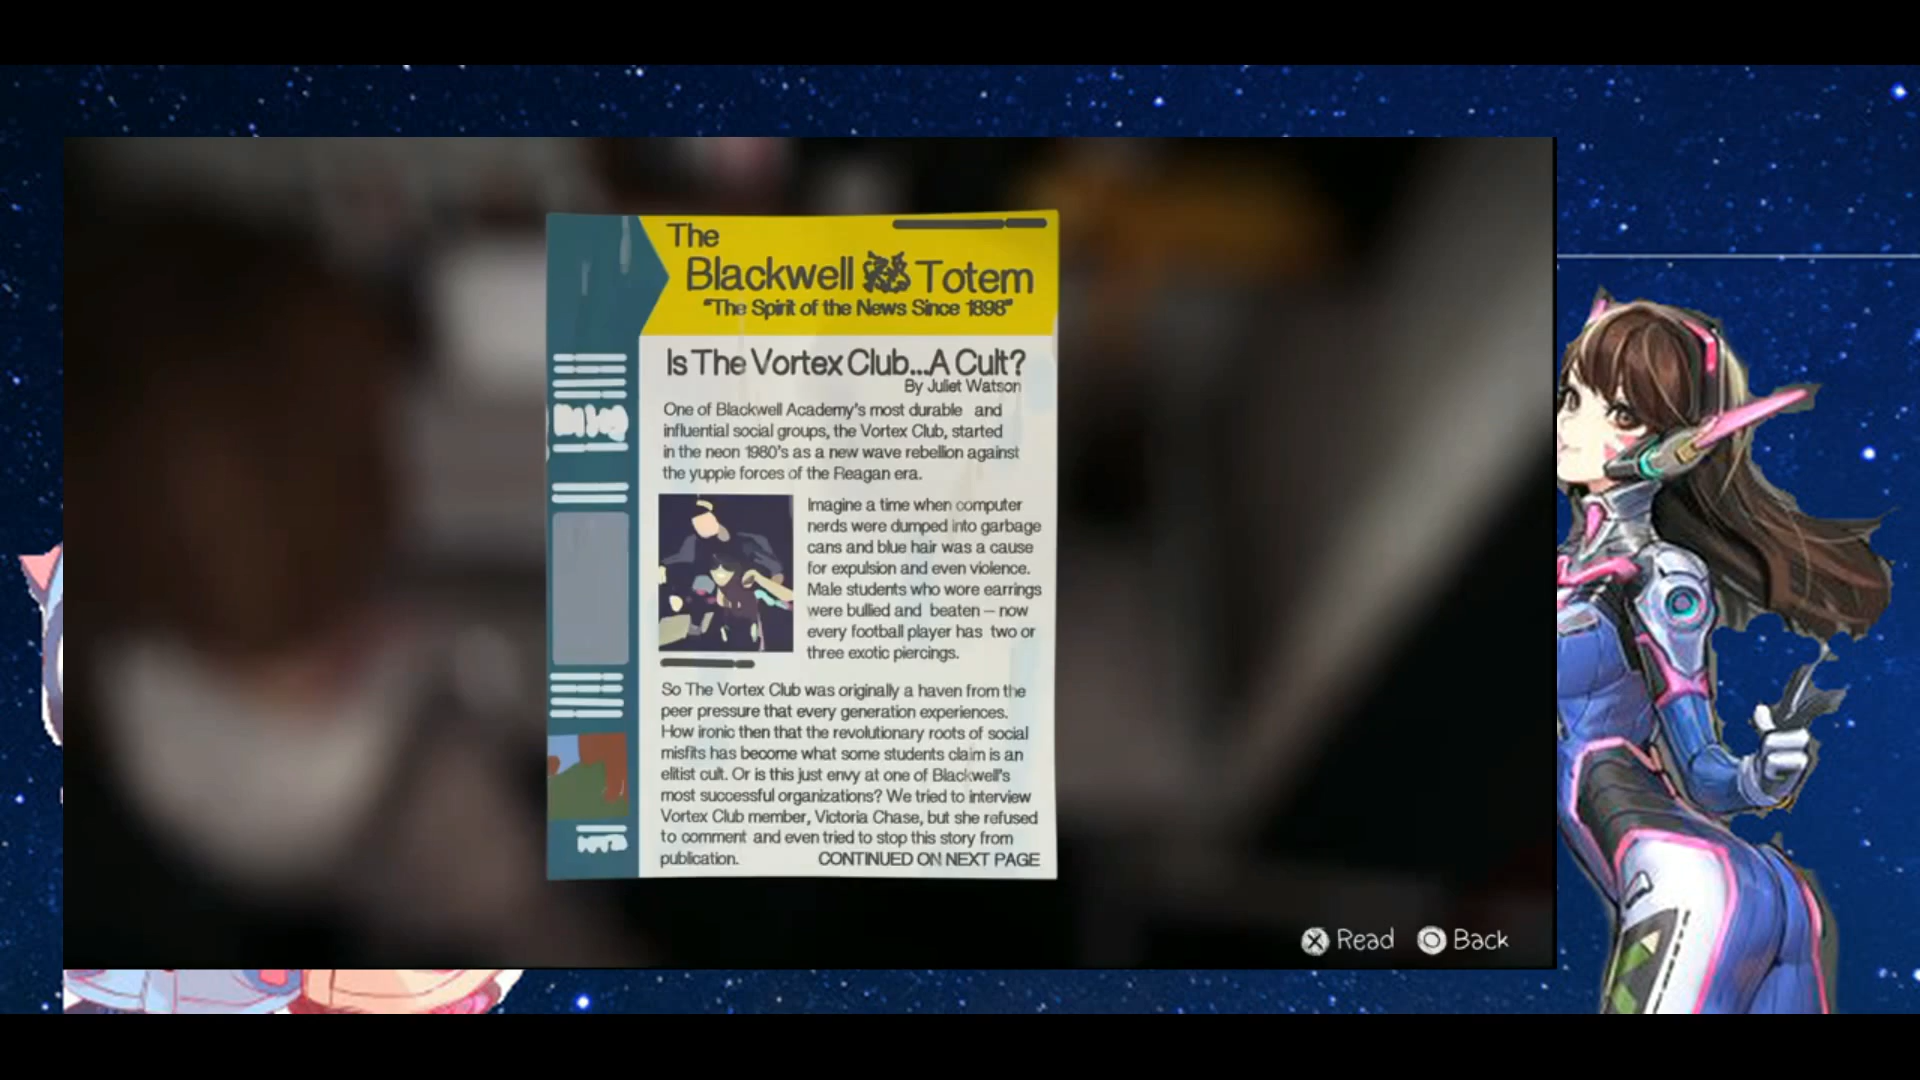 The
Blackwell Totem
"The Spirit of the News Since 1898"
Is The Vortex Club...A Cult?
By Juliet Watson
One of Blackwell Academy's most durable and
influential social groups, the Vortex Club, started
in the neon 1980's as a new wave rebellion against
the yuppie forces of the Reagan era.
Imagine a time when computer
nerds were dumped into garbage
cans and blue hair was a cause
for expulsion and even violence.
Male students who wore earrings
were bullied and beaten – now
every football player has two or
three exotic piercings.
So The Vortex Club was originally a haven from the
peer pressure that every generation experiences.
How ironic then that the revolutionary roots of social
misfits has become what some students claim is an
elitist cult. Or is this just envy at one of Blackwell's
most successful organizations? We tried to interview
Vortex Club member, Victoria Chase, but she refused
to comment and even tried to stop this story from
publication. CONTINUED ON NEXT PAGE
Read Back